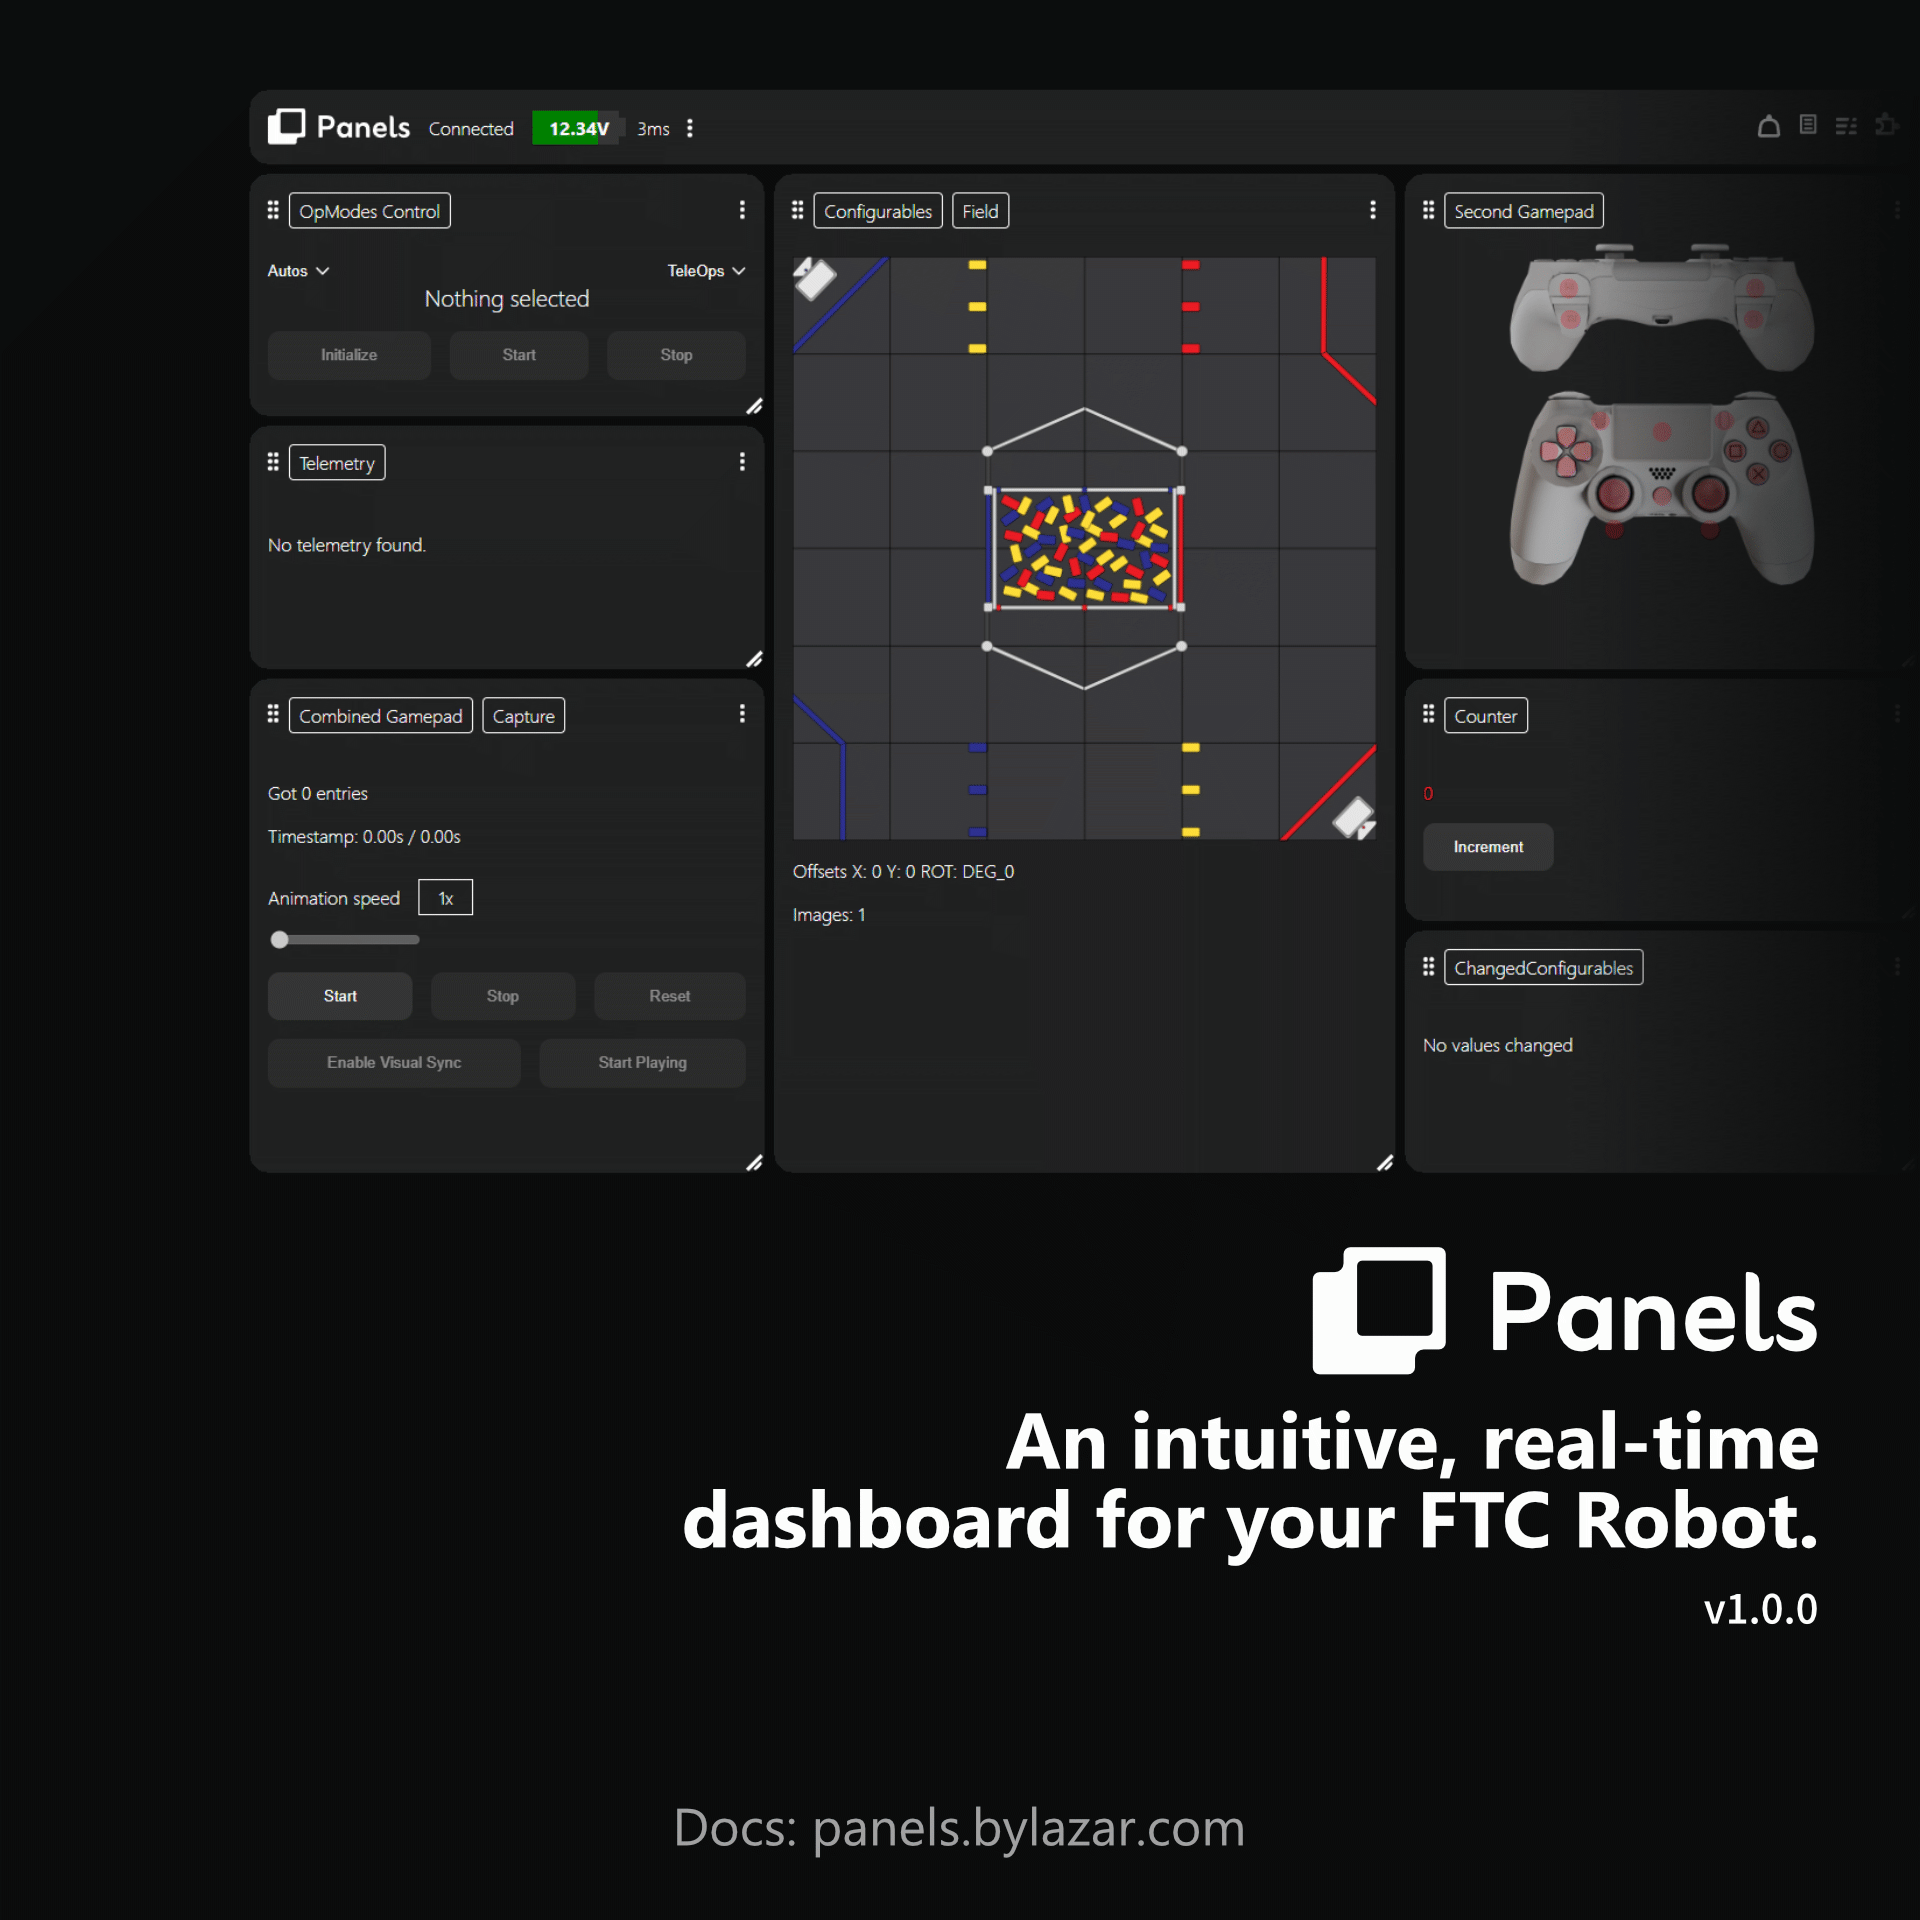 Panels Connected 12.34V 3ms
OpModes Control
Autos TeleOps
Nothing selected
Initialize Start Stop
Telemetry
No telemetry found.
Combined Gamepad Capture
Got 0 entries
Timestamp: 0.00s / 0.00s
Animation speed 1x
Start Stop Reset
Enable Visual Sync Start Playing
Configurables Field
Offsets X: 0 Y: 0 ROT: DEG_0
Images: 1
Second Gamepad
Counter
0
Increment
ChangedConfigurables
No values changed
Panels
An intuitive, real-time
dashboard for your FTC Robot.
v1.0.0
Docs: panels.bylazar.com